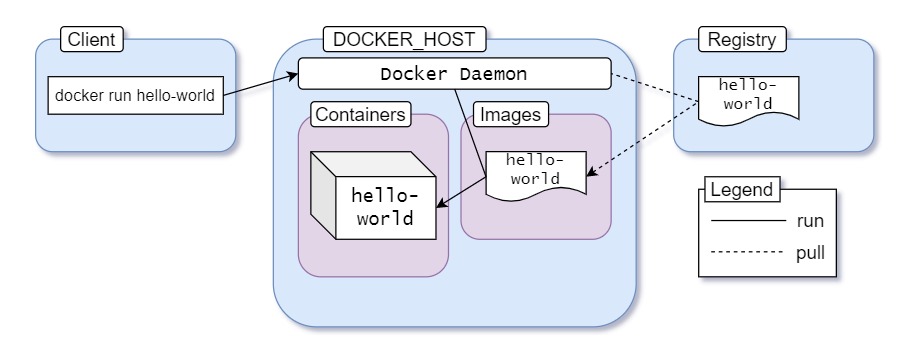 Client
docker run hello-world
DOCKER_HOST
Docker Daemon
Containers
hello-
world
Images
hello-
world
Registry
hello-
world
Legend
run
pull